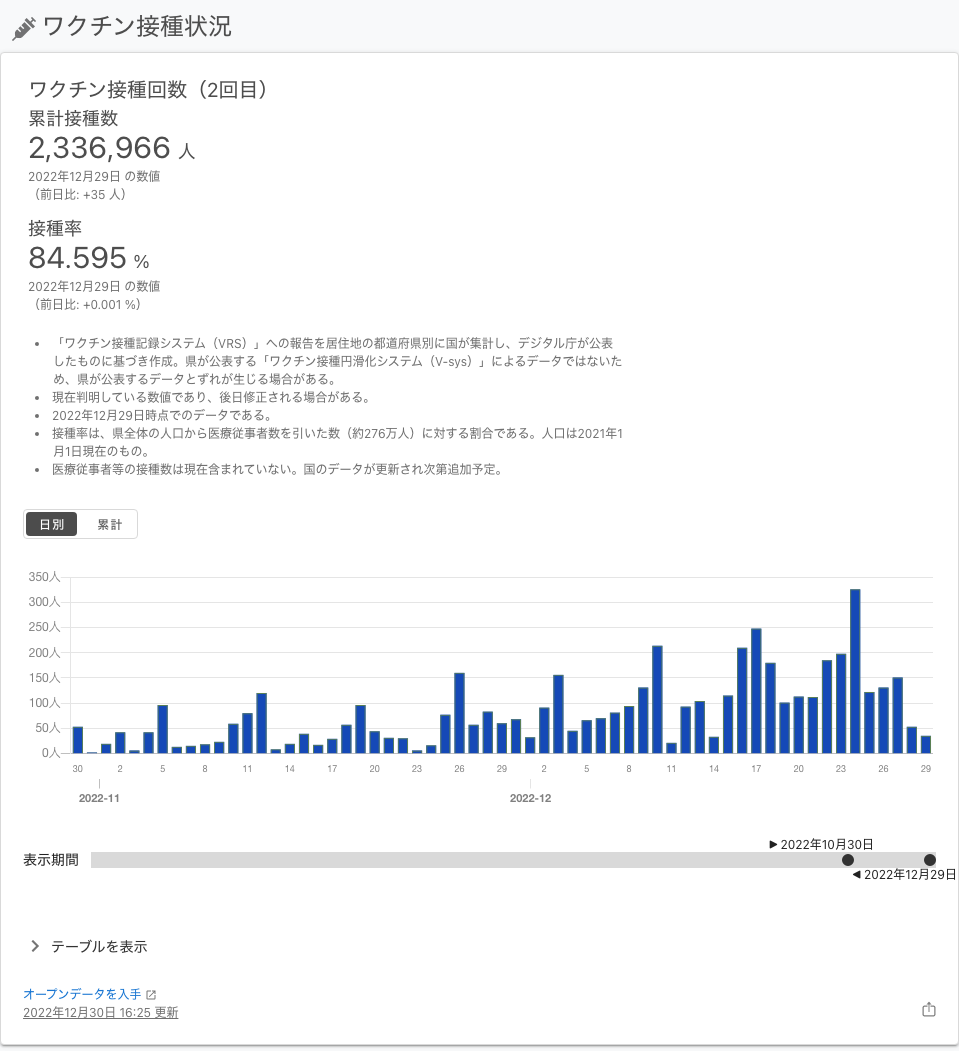 ワクチン接種状況
ワクチン接種回数（2回目）
累計接種数
2,336,966 人
2022年12月29日 の数値
（前日比: +35 人）
接種率
84.595 %
2022年12月29日 の数値
（前日比: +0.001 %）
• 「ワクチン接種記録システム（VRS）」への報告を居住地の都道府県別に国が集計し、デジタル庁が公表
したものに基づき作成。県が公表する「ワクチン接種円滑化システム（V-sys）」によるデータではないた
め、県が公表するデータとずれが生じる場合がある。
• 現在判明している数値であり、後日修正される場合がある。
• 2022年12月29日時点でのデータである。
• 接種率は、県全体の人口から医療従事者数を引いた数（約276万人）に対する割合である。人口は2021年1
月1日現在のもの。
• 医療従事者等の接種数は現在含まれていない。国のデータが更新され次第追加予定。
日別 累計
350人
300人
250人
200人
150人
100人
50人
0人
30 2 5 8 11 14 17 20 23 26 29 2 5 8 11 14 17 20 23 26 29
2022-11 2022-12
▶ 2022年10月30日
表示期間
◀ 2022年12月29日
テーブルを表示
オープンデータを入手
2022年12月30日 16:25 更新